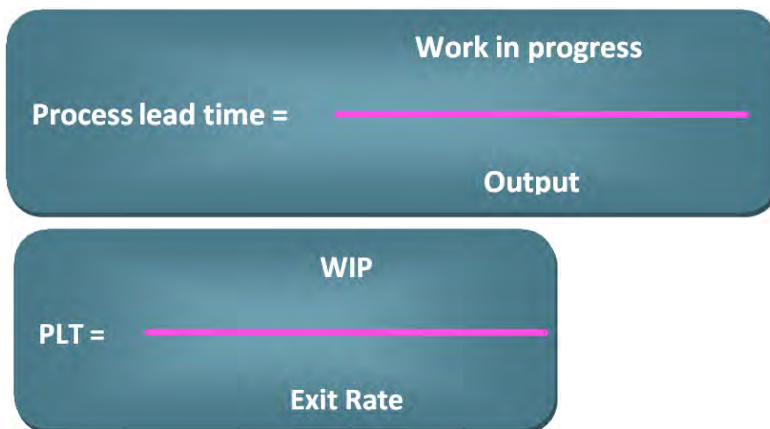 Work in progress
Process lead time =
Output
WIP
PLT =
Exit Rate